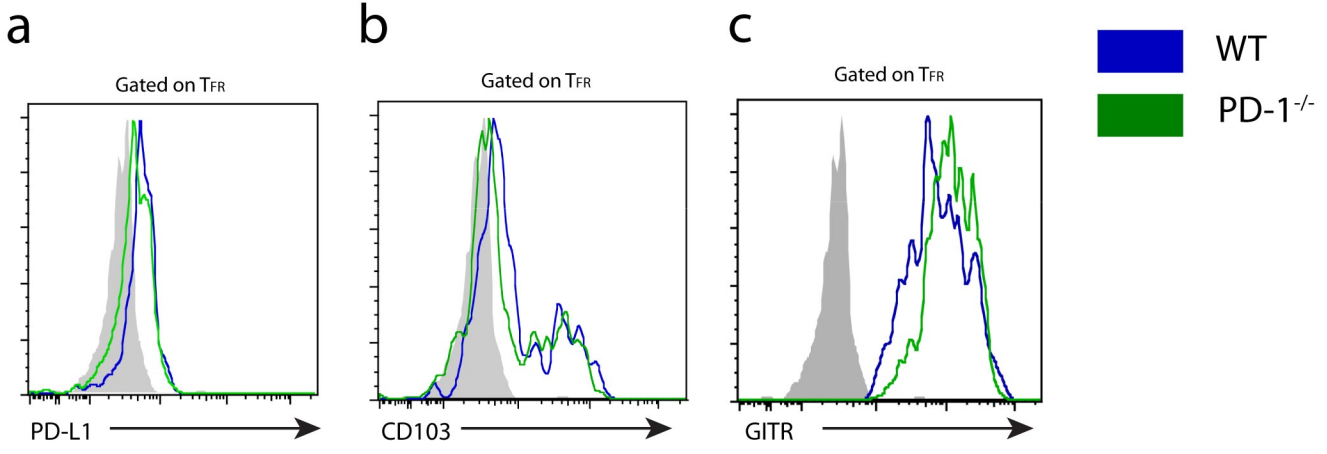 a
b
c
WT
PD-1-/-
Gated on TFR
Gated on TFR
Gated on TFR
PD-L1
CD103
GITR